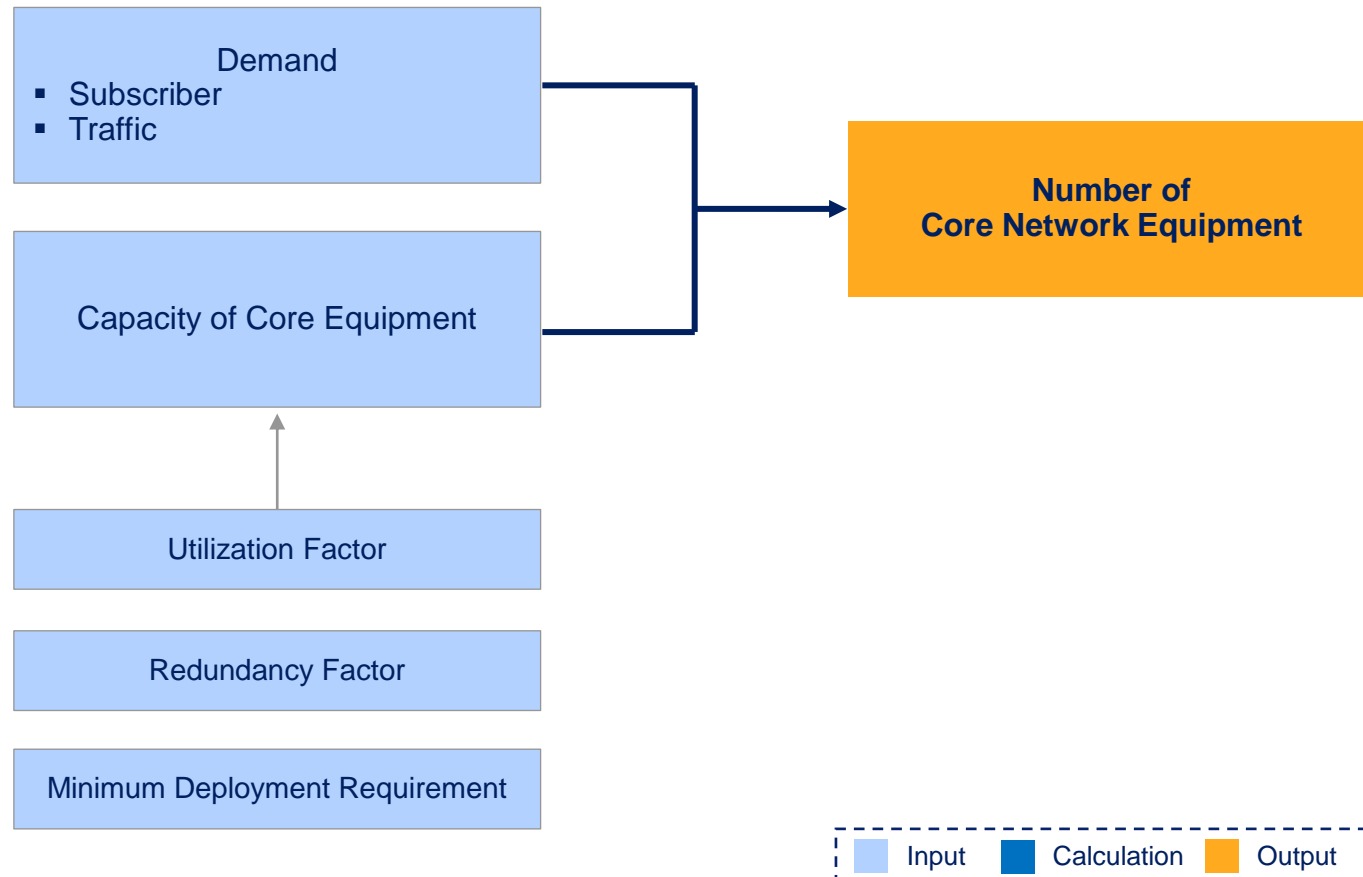 Demand
▪ Subscriber
▪ Traffic
Capacity of Core Equipment
Utilization Factor
Redundancy Factor
Minimum Deployment Requirement
Number of
Core Network Equipment
Input Calculation Output